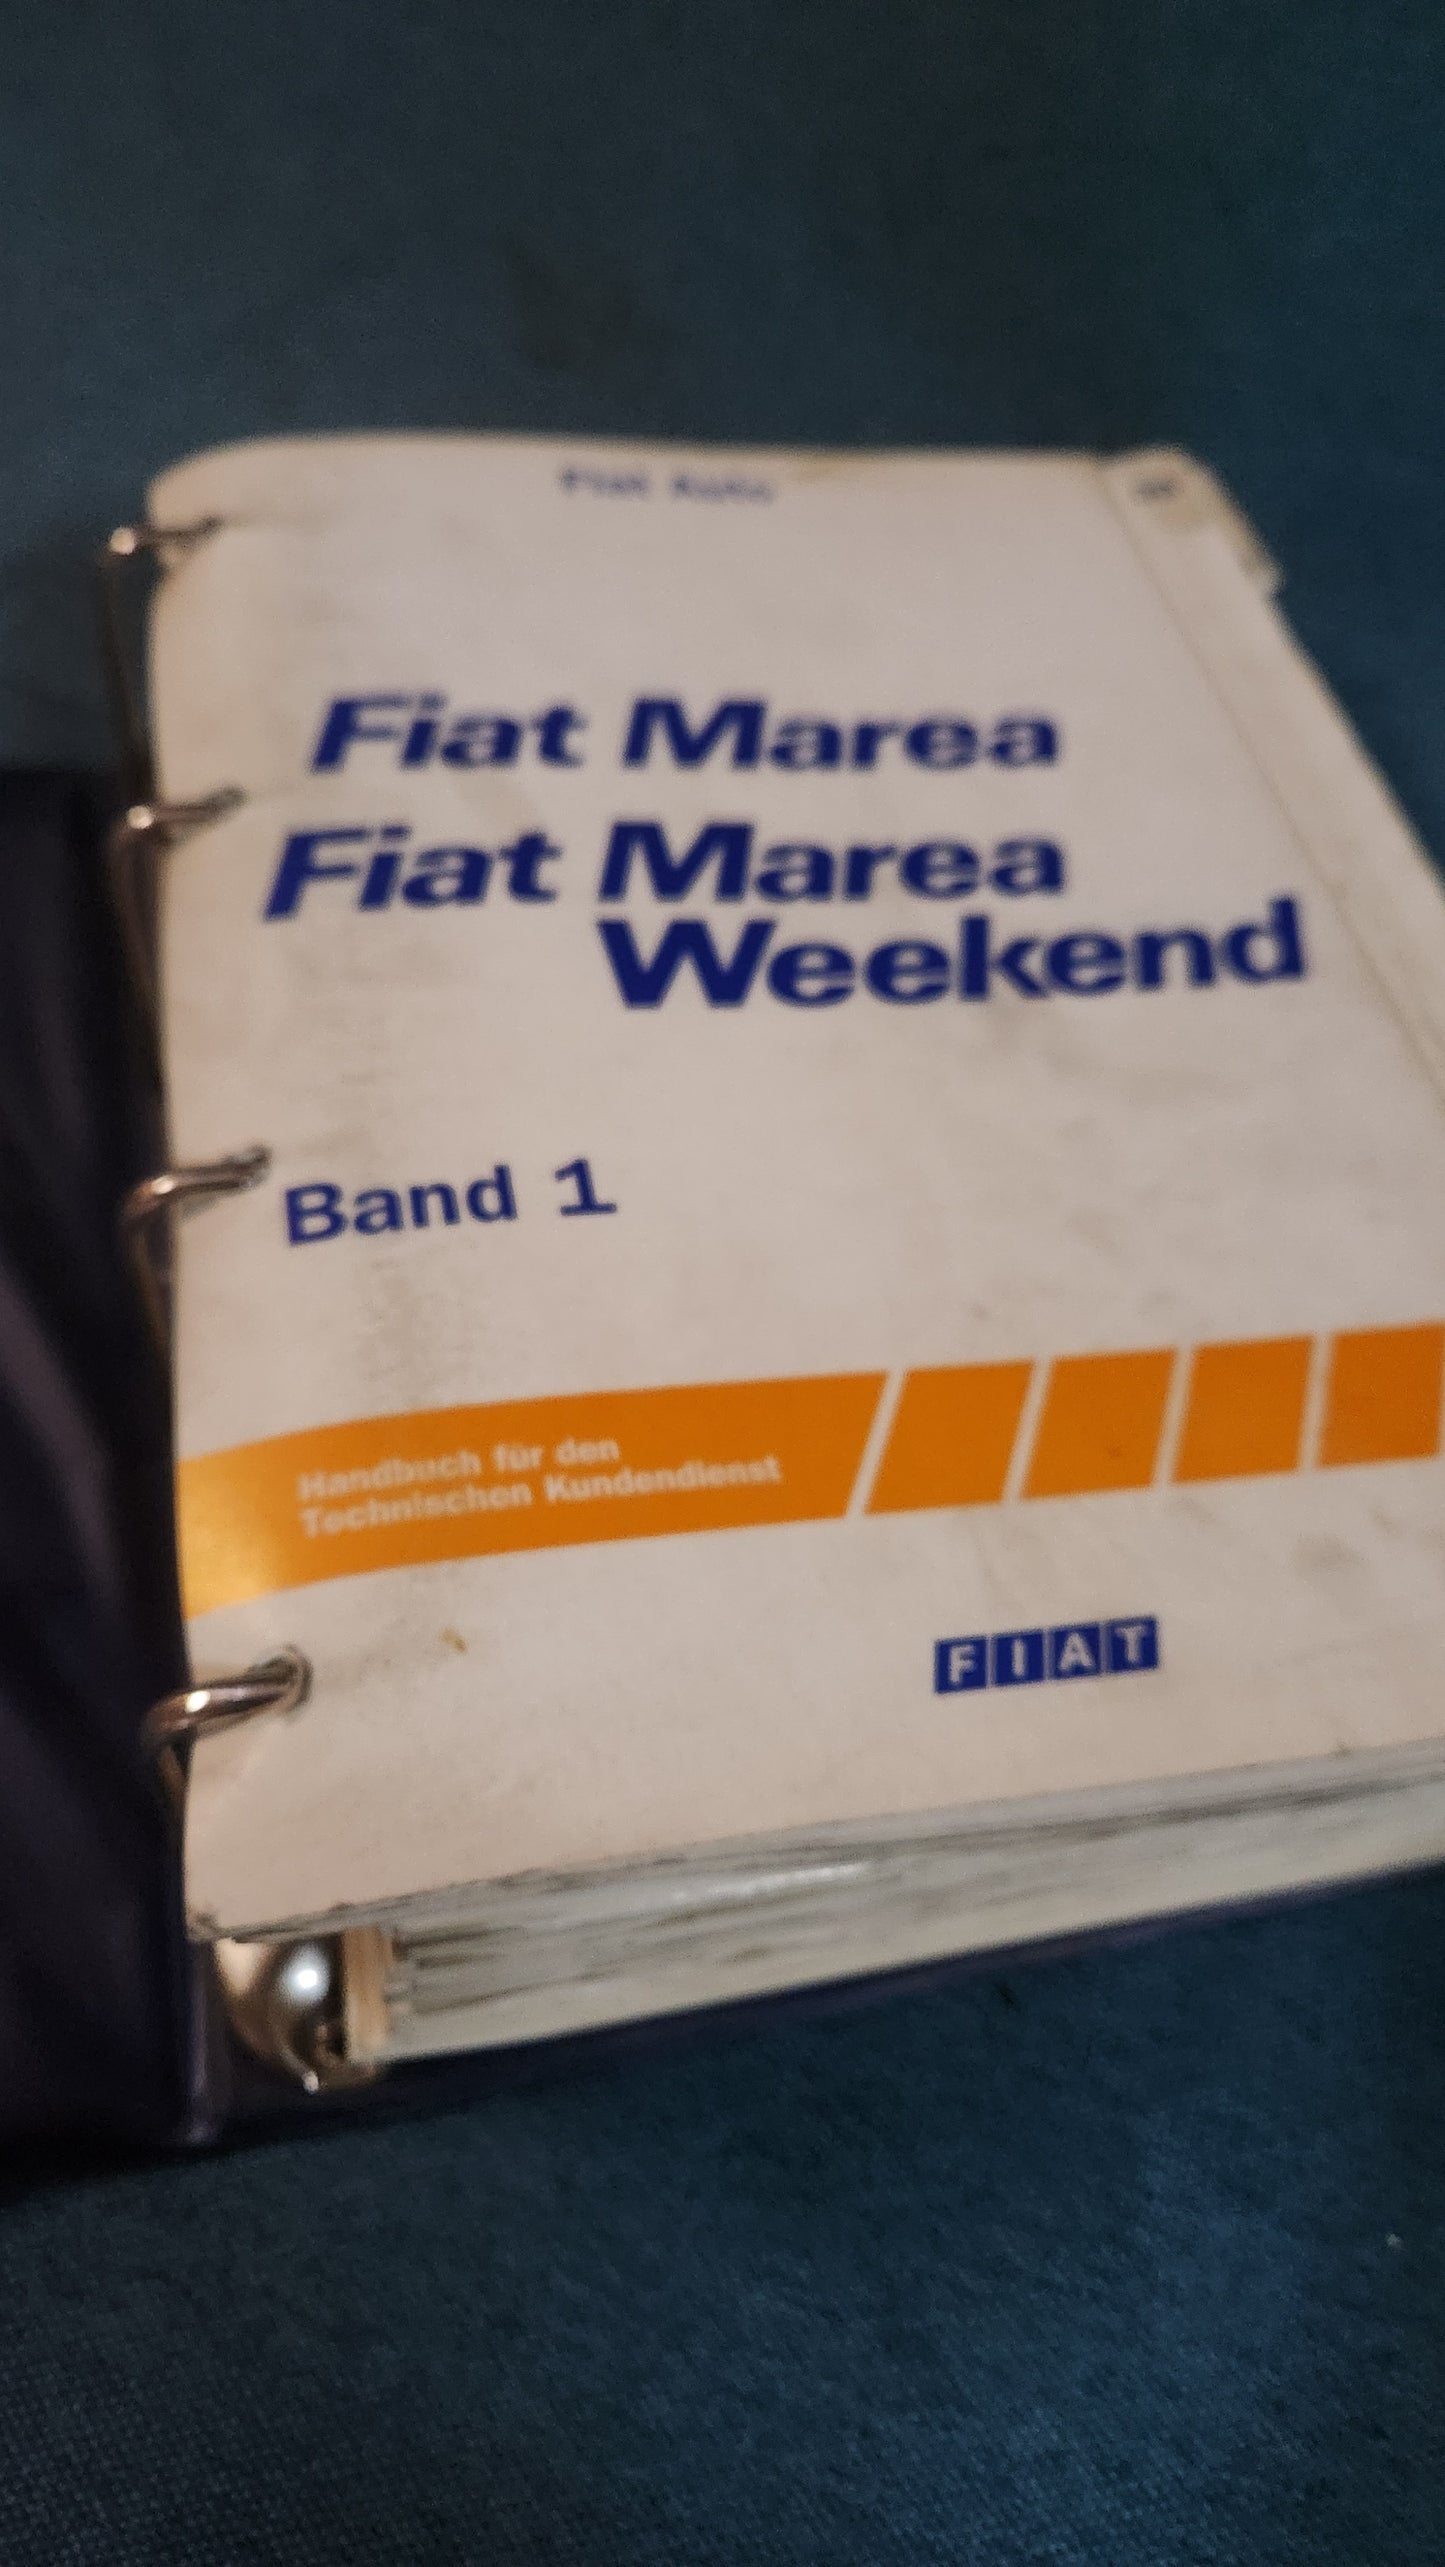 Fiat Auto
Fiat Marea
Fiat Marea
Weekend
Band 1
Handbuch für den
Technischen Kundendienst
FIAT